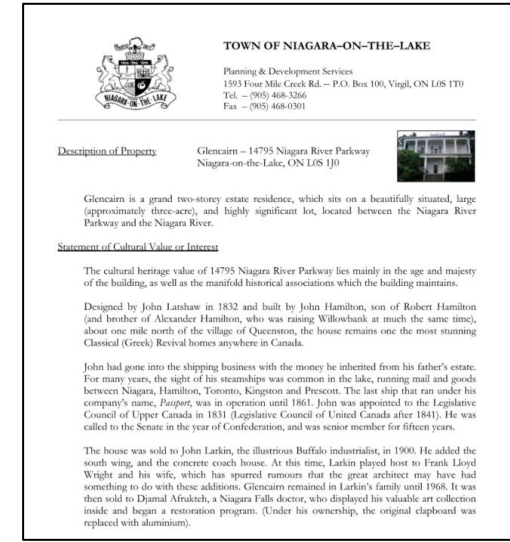 NIAGARA-ON-THE-LAKE
TOWN OF NIAGARA–ON–THE–LAKE
Planning & Development Services
1593 Four Mile Creek Rd. – P.O. Box 100, Virgil, ON L0S 1T0
Tel. – (905) 468-3266
Fax – (905) 468-0301
Description of Property
Glencairn – 14795 Niagara River Parkway
Niagara-on-the-Lake, ON L0S 1J0
Glencairn is a grand two-storey estate residence, which sits on a beautifully situated, large
(approximately three-acre), and highly significant lot, located between the Niagara River
Parkway and the Niagara River.
Statement of Cultural Value or Interest
The cultural heritage value of 14795 Niagara River Parkway lies mainly in the age and majesty
of the building, as well as the manifold historical associations which the building maintains.
Designed by John Latshaw in 1832 and built by John Hamilton, son of Robert Hamilton
(and brother of Alexander Hamilton, who was raising Willowbank at much the same time),
about one mile north of the village of Queenston, the house remains one the most stunning
Classical (Greek) Revival homes anywhere in Canada.
John had gone into the shipping business with the money he inherited from his father's estate.
For many years, the sight of his steamships was common in the lake, running mail and goods
between Niagara, Hamilton, Toronto, Kingston and Prescott. The last ship that ran under his
company's name, Passport, was in operation until 1861. John was appointed to the Legislative
Council of Upper Canada in 1831 (Legislative Council of United Canada after 1841). He was
called to the Senate in the year of Confederation, and was senior member for fifteen years.
The house was sold to John Larkin, the illustrious Buffalo industrialist, in 1900. He added the
south wing, and the concrete coach house. At this time, Larkin played host to Frank Lloyd
Wright and his wife, which has spurred rumours that the great architect may have had
something to do with these additions. Glencairn remained in Larkin's family until 1968. It was
then sold to Djamal Afrukteh, a Niagara Falls doctor, who displayed his valuable art collection
inside and began a restoration program. (Under his ownership, the original clapboard was
replaced with aluminium).